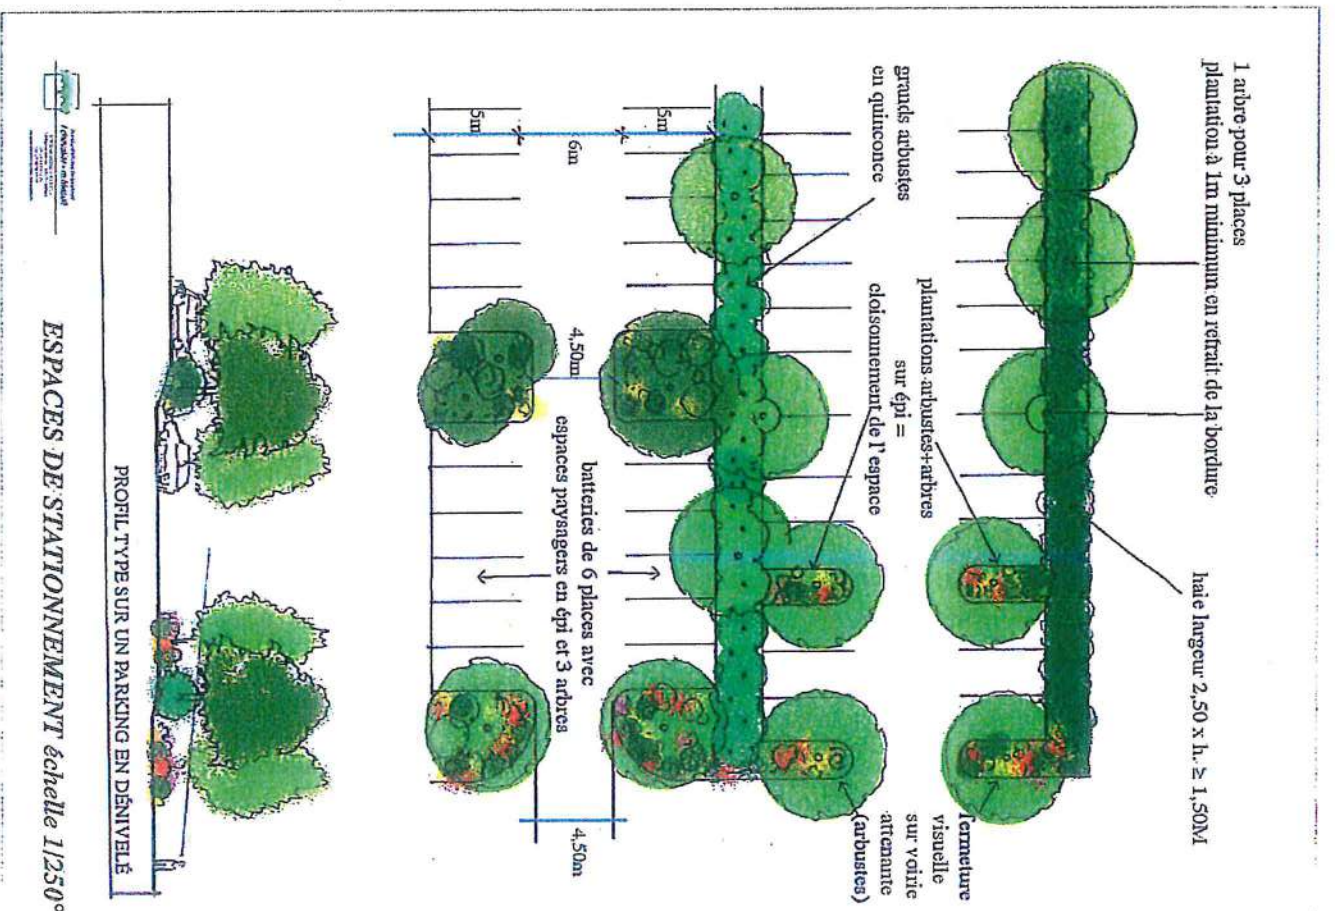 1 arbre pour 3 places
plantation à 1m minimum en retrait de la bordure
haie largeur 2,50 x h. ≥ 1,50M
grands arbustes
en quinconce
plantations arbustes+arbres
sur épi =
cloisonnement de l'espace
fermeture
visuelle
sur voirie
attenante
(arbustes)
5m
6m
5m
4,50m
batteries de 6 places avec
espaces paysagers en épi et 3 arbres
4,50m
PROFIL TYPE SUR UN PARKING EN DÉNIVELÉ
ESPACES DE STATIONNEMENT échelle 1/250°